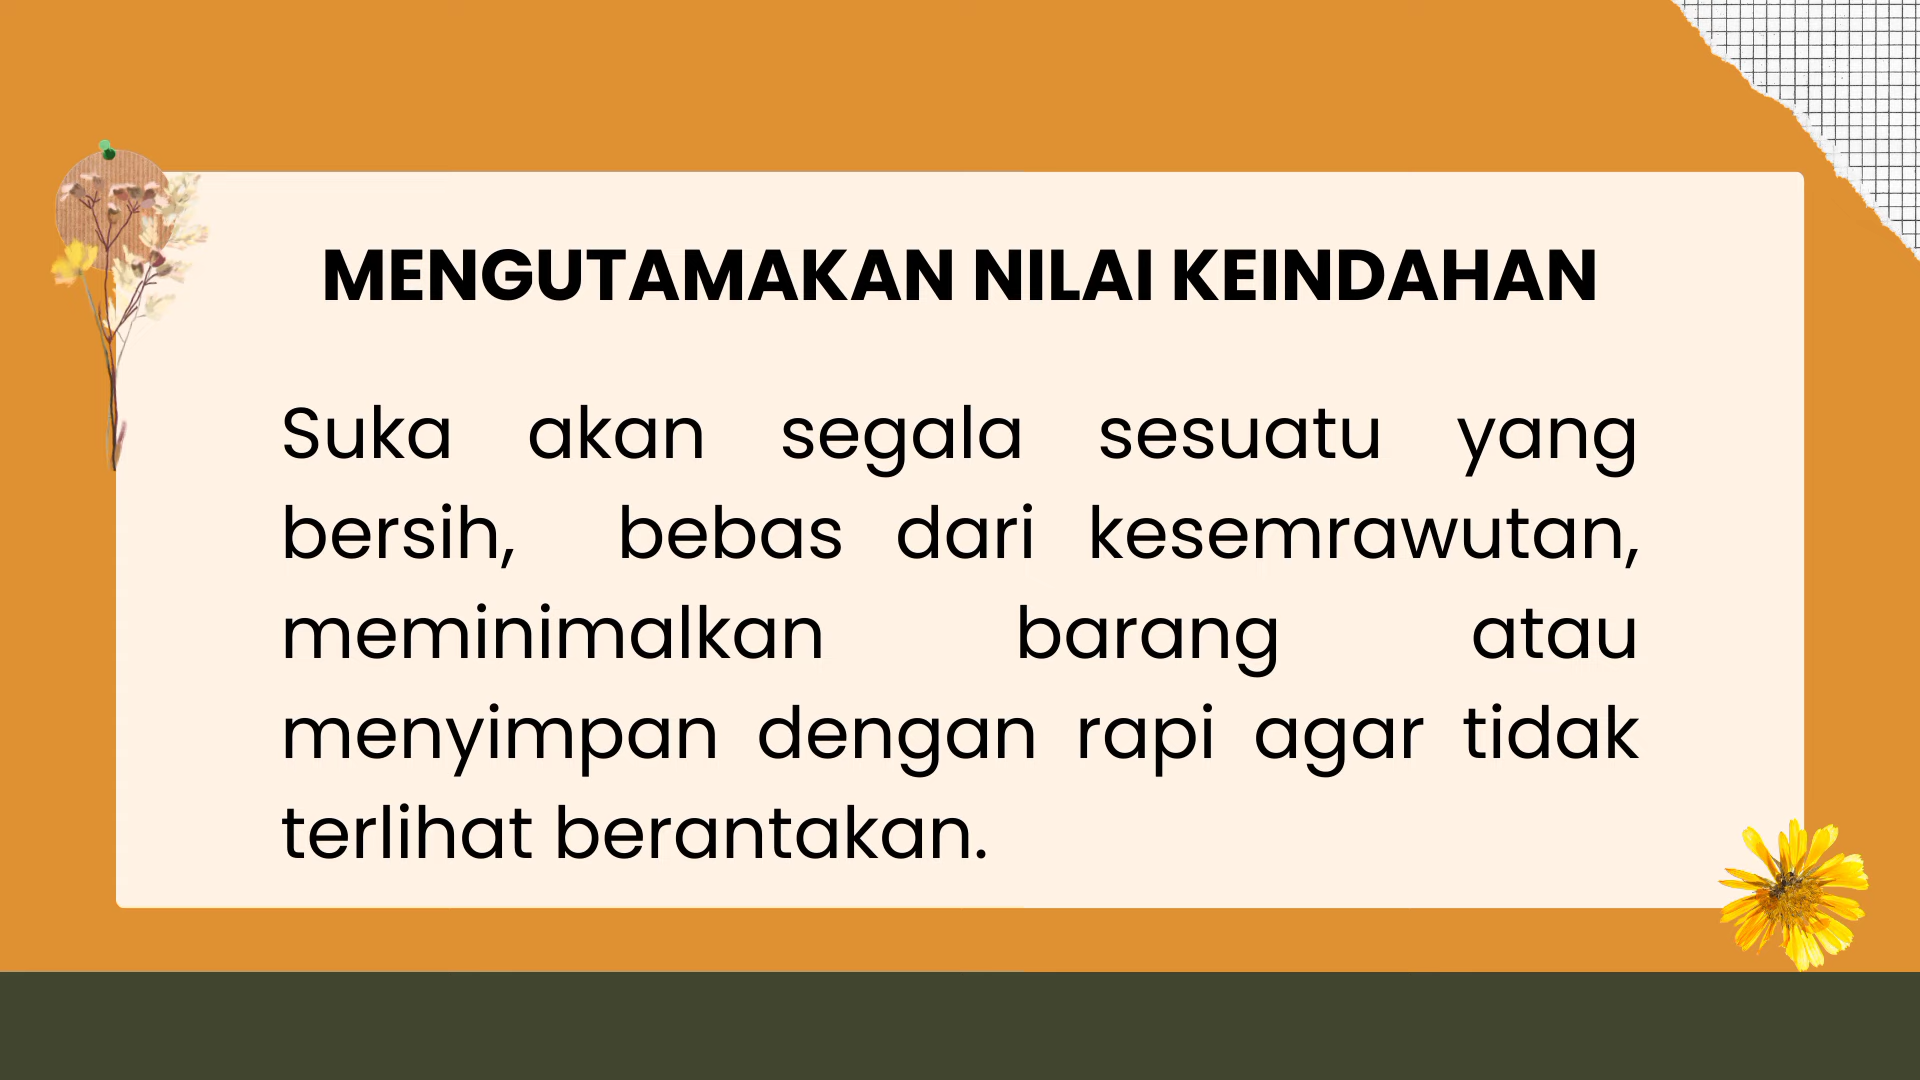 MENGUTAMAKAN NILAI KEINDAHAN
Suka akan segala sesuatu yang
bersih, bebas dari kesemrawutan,
meminimalkan barang atau
menyimpan dengan rapi agar tidak
terlihat berantakan.